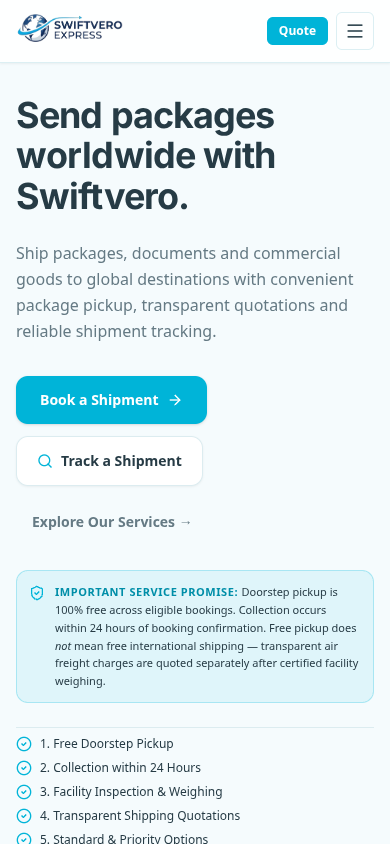 SWIFTVERO
EXPRESS
Quote
Send packages
worldwide with
Swiftvero.
Ship packages, documents and commercial
goods to global destinations with convenient
package pickup, transparent quotations and
reliable shipment tracking.
Book a Shipment →
Track a Shipment
Explore Our Services →
IMPORTANT SERVICE PROMISE: Doorstep pickup is
100% free across eligible bookings. Collection occurs
within 24 hours of booking confirmation. Free pickup does
not mean free international shipping — transparent air
freight charges are quoted separately after certified facility
weighing.
1. Free Doorstep Pickup
2. Collection within 24 Hours
3. Facility Inspection & Weighing
4. Transparent Shipping Quotations
5. Standard & Priority Options